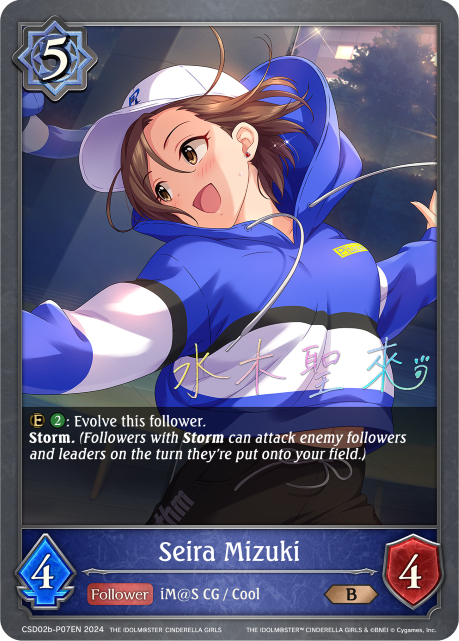 5
水木聖來
E 2: Evolve this follower.
Storm. (Followers with Storm can attack enemy followers
and leaders on the turn they're put onto your field.)
Seira Mizuki
4
Follower
iM@S CG / Cool
B
4
CSD02b-P07EN 2024
THE IDOLM@STER CINDERELLA GIRLS
THE IDOLM@STER™ CINDERELLA GIRLS & ©BNEI © Cygames, Inc.